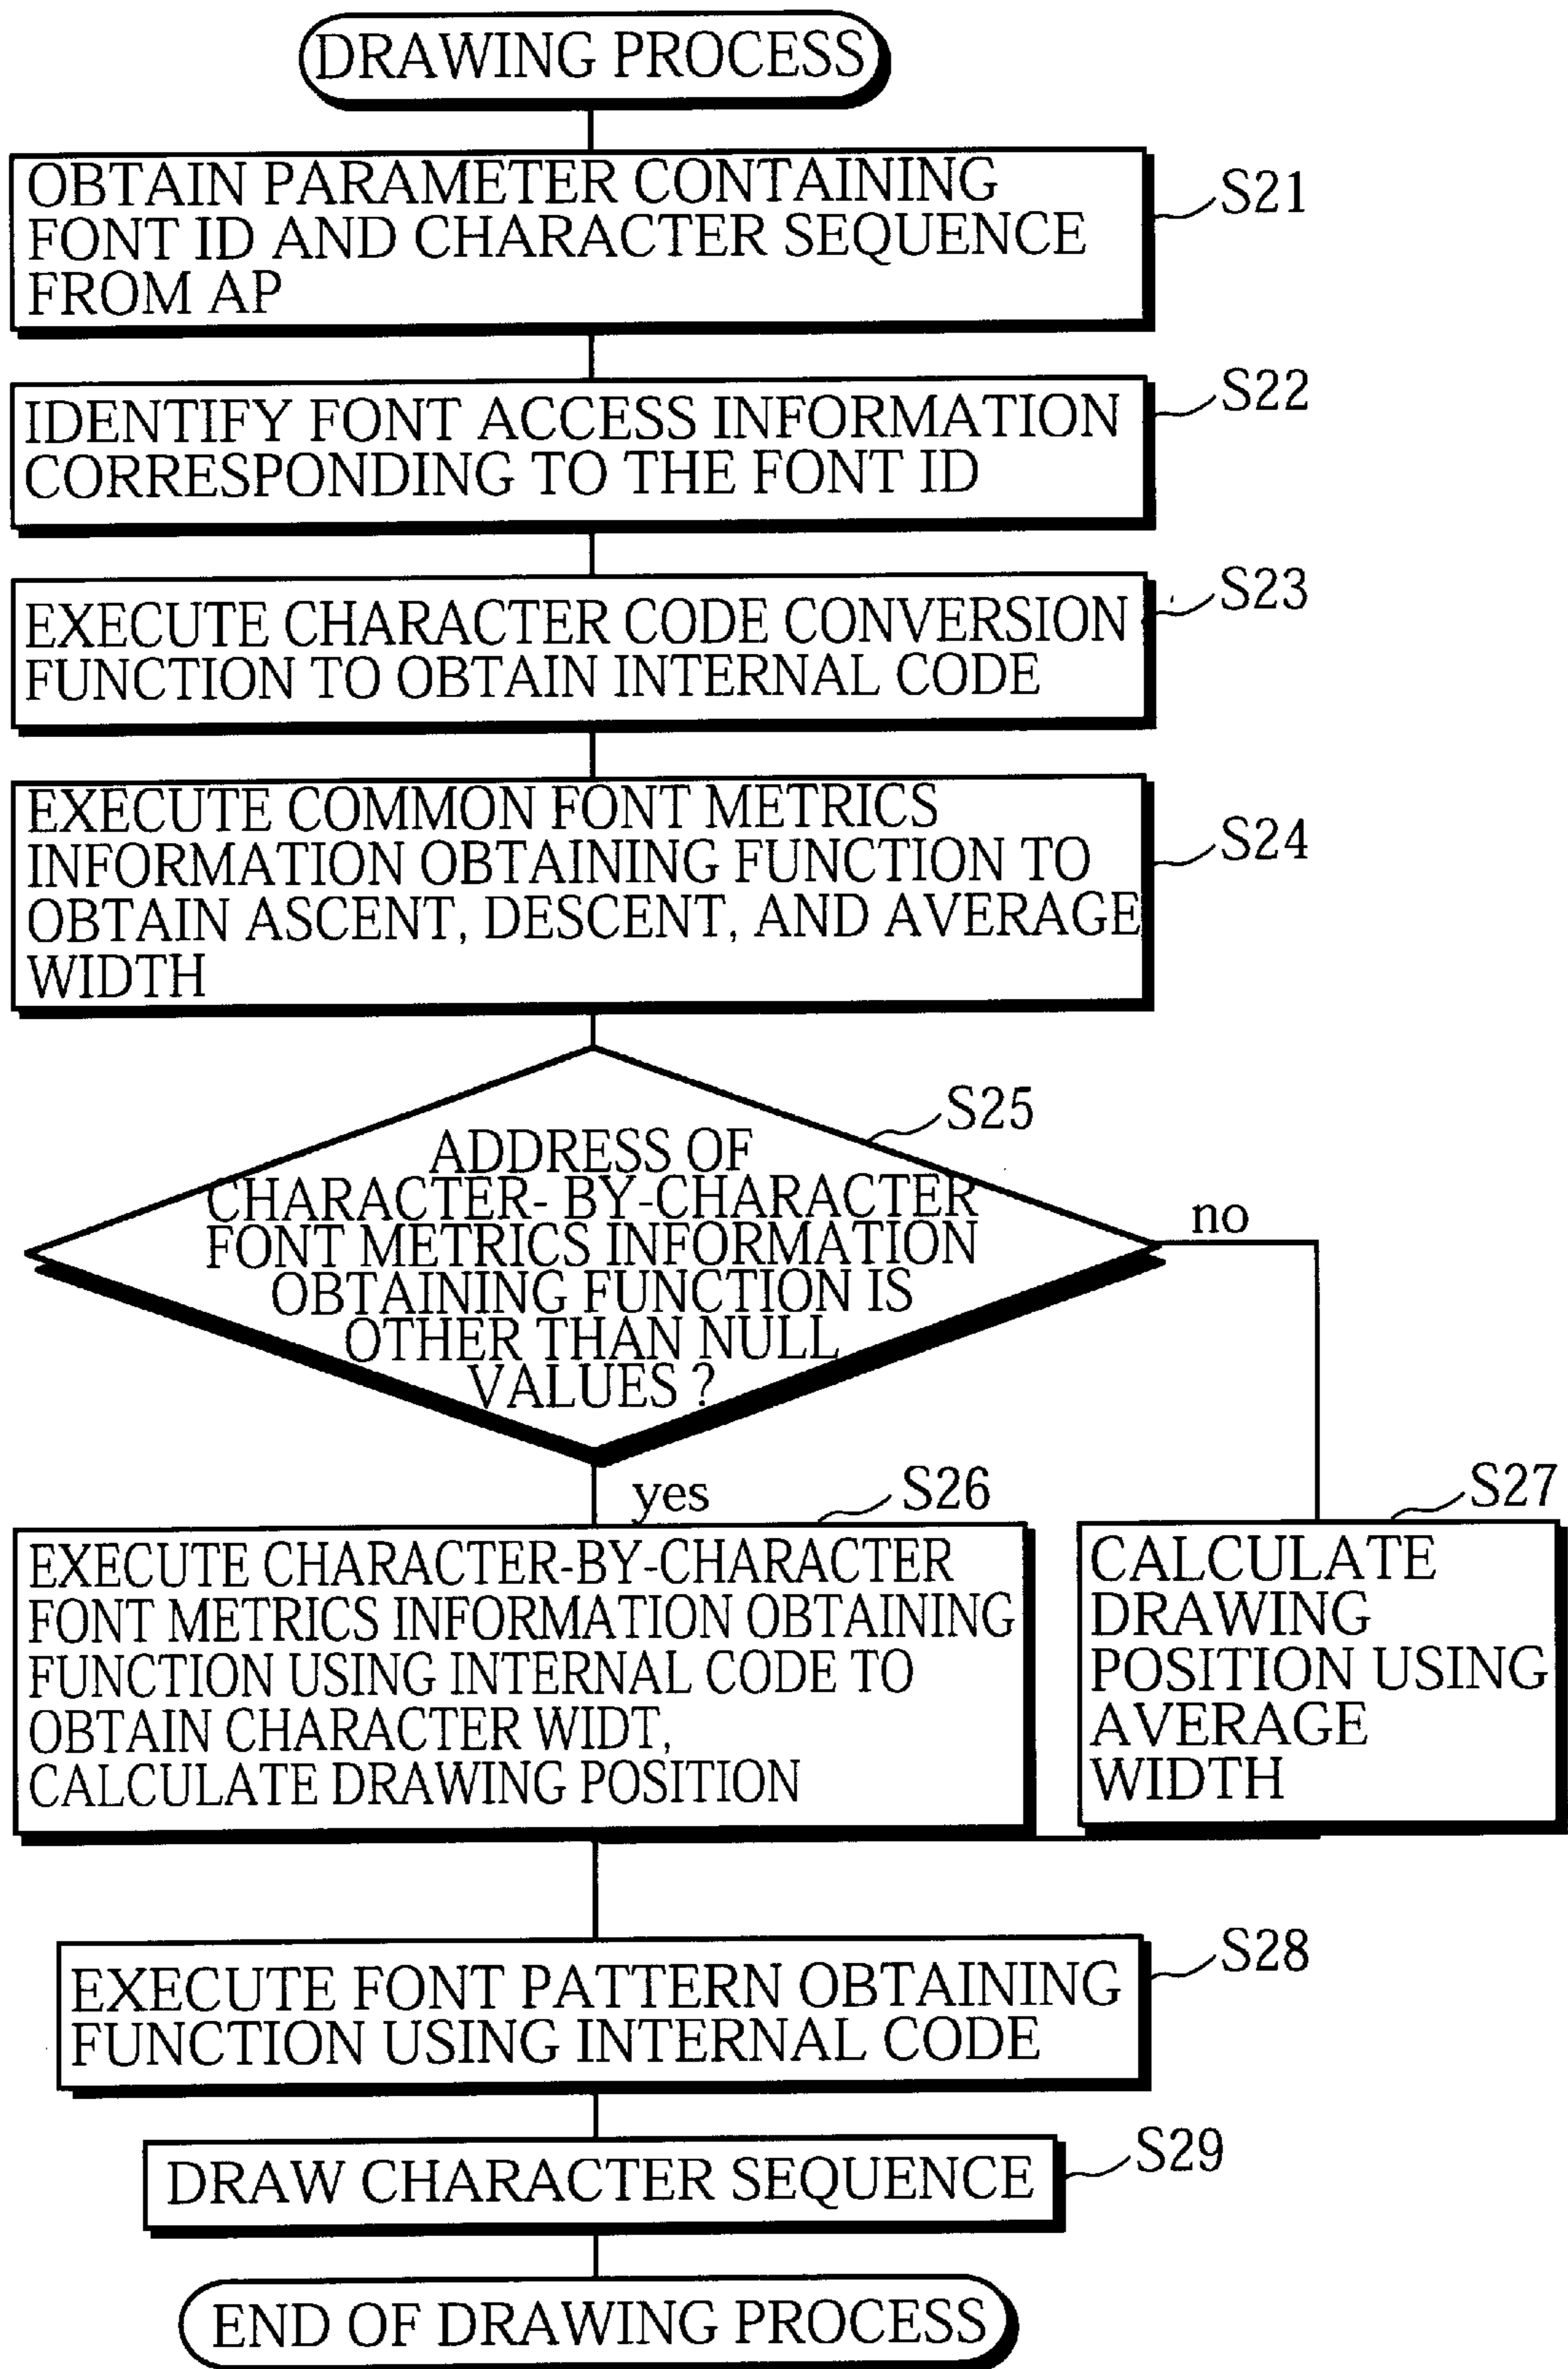 DRAWING PROCESS
OBTAIN PARAMETER CONTAINING
FONT ID AND CHARACTER SEQUENCE
FROM AP
S21
IDENTIFY FONT ACCESS INFORMATION
CORRESPONDING TO THE FONT ID
S22
EXECUTE CHARACTER CODE CONVERSION
FUNCTION TO OBTAIN INTERNAL CODE
S23
EXECUTE COMMON FONT METRICS
INFORMATION OBTAINING FUNCTION TO
OBTAIN ASCENT, DESCENT, AND AVERAGE
WIDTH
S24
S25
ADDRESS OF
CHARACTER- BY-CHARACTER
FONT METRICS INFORMATION
OBTAINING FUNCTION IS
OTHER THAN NULL
VALUES ?
no
yes
S26
EXECUTE CHARACTER-BY-CHARACTER
FONT METRICS INFORMATION OBTAINING
FUNCTION USING INTERNAL CODE TO
OBTAIN CHARACTER WIDT,
CALCULATE DRAWING POSITION
S27
CALCULATE
DRAWING
POSITION USING
AVERAGE
WIDTH
EXECUTE FONT PATTERN OBTAINING
FUNCTION USING INTERNAL CODE
S28
DRAW CHARACTER SEQUENCE
S29
END OF DRAWING PROCESS